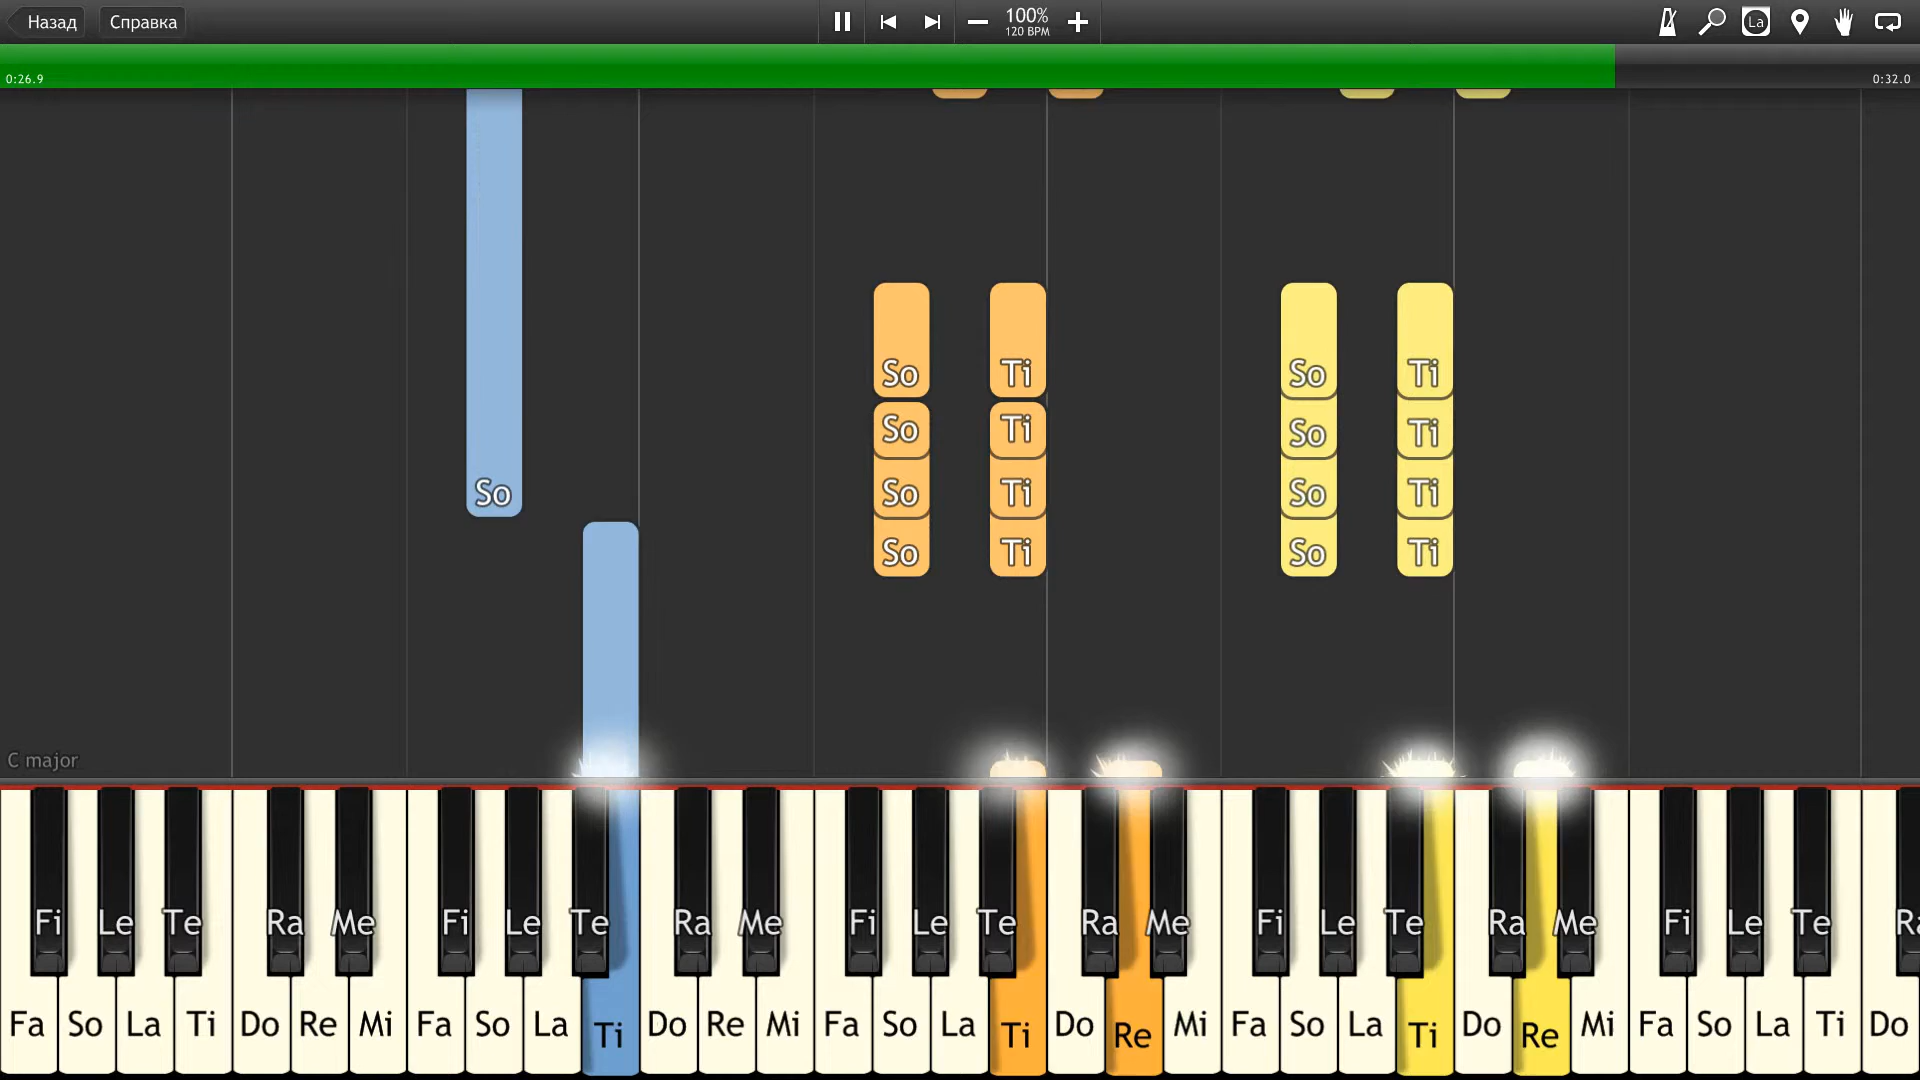 Назад Справка 100% La
120 BPM
0:26.9 0:32.0
So Ti So Ti
So Ti So Ti
So So Ti So Ti
So Ti So Ti
C major
Fi Le Te Ra Me Fi Le Te Ra Me Fi Le Te Ra Me Fi Le Te Ra Me Fi Le Te Ra
Fa So La Ti Do Re Mi Fa So La Ti Do Re Mi Fa So La Ti Do Re Mi Fa So La Ti Do Re Mi Fa So La Ti Do